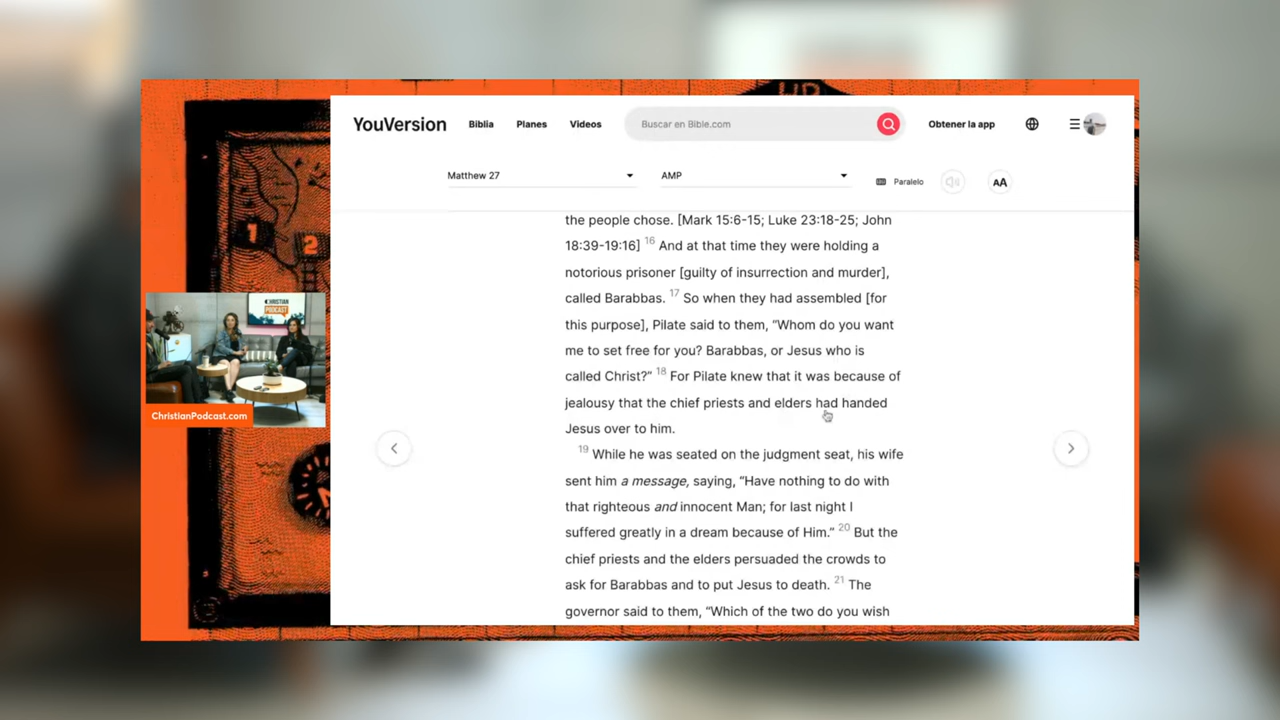 UP
YouVersion Biblia Planes Videos Buscar en Bible.com Obtener la app
Matthew 27 AMP Paralelo AA
the people chose. [Mark 15:6-15; Luke 23:18-25; John
18:39-19:16] 16 And at that time they were holding a
notorious prisoner [guilty of insurrection and murder],
called Barabbas. 17 So when they had assembled [for
this purpose], Pilate said to them, “Whom do you want
me to set free for you? Barabbas, or Jesus who is
called Christ?” 18 For Pilate knew that it was because of
jealousy that the chief priests and elders had handed
Jesus over to him.
19 While he was seated on the judgment seat, his wife
sent him a message, saying, “Have nothing to do with
that righteous and innocent Man; for last night I
suffered greatly in a dream because of Him.” 20 But the
chief priests and the elders persuaded the crowds to
ask for Barabbas and to put Jesus to death. 21 The
governor said to them, “Which of the two do you wish
1
2
CHRISTIAN
PODCAST
ChristianPodcast.com